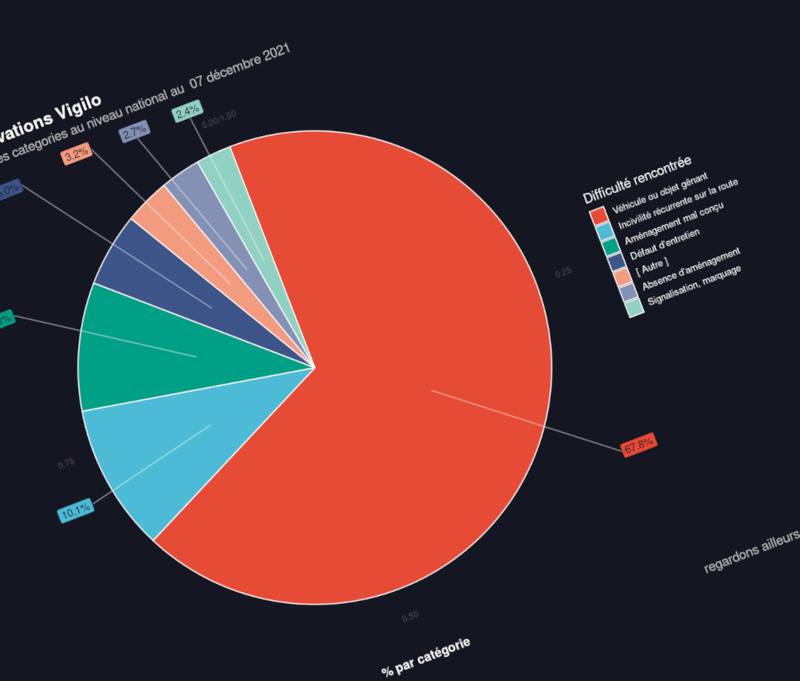 vations Vigilo
es categories au niveau national au 07 décembre 2021
2.4%
2.7%
3.2%
.0%
0.00/1.00
Difficulté rencontrée
Véhicule ou objet gênant
Incivilité récurrente sur la route
Aménagement mal conçu
Défaut d'entretien
[ Autre ]
Absence d'aménagement
Signalisation, marquage
0.25
67.8%
0.75
10.1%
0.50
% par catégorie
regardons ailleurs